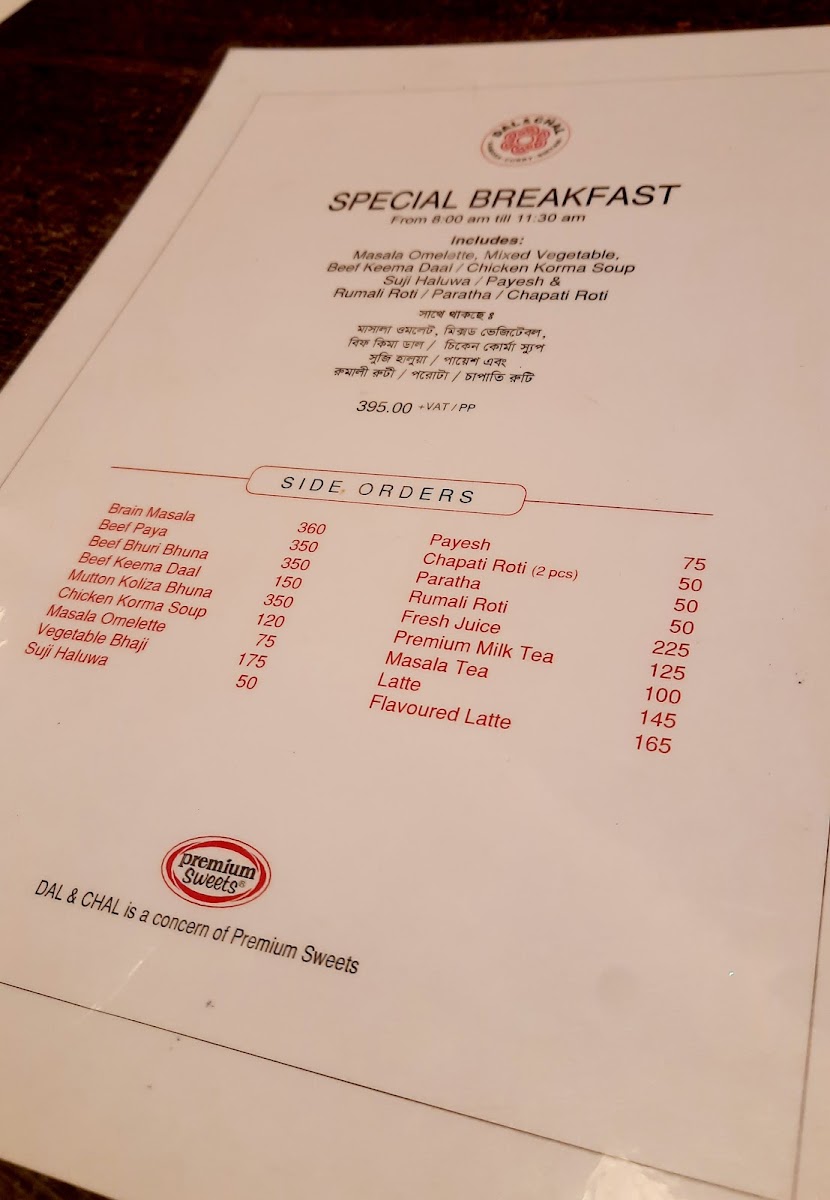 DAL & CHAL
SPECIAL BREAKFAST
From 8:00 am till 11:30 am
Includes:
Masala Omelette, Mixed Vegetable,
Beef Keema Daal / Chicken Korma Soup
Suji Haluwa / Payesh &
Rumali Roti / Paratha / Chapati Roti
সাথে থাকছে ঃ
মাসালা ওমলেট, মিক্সড ভেজিটেবল,
বিফ কিমা ডাল / চিকেন কোর্মা স্যুপ
সুজি হালুয়া / পায়েশ এবং
রুমালী রুটী / পরোটা / চাপাতি রুটি
395.00 +VAT / PP
SIDE ORDERS
Brain Masala 360
Beef Paya 350
Beef Bhuri Bhuna 350
Beef Keema Daal 150
Mutton Koliza Bhuna 350
Chicken Korma Soup 120
Masala Omelette 75
Vegetable Bhaji 175
Suji Haluwa 50
Payesh 75
Chapati Roti (2 pcs) 50
Paratha 50
Rumali Roti 50
Fresh Juice 225
Premium Milk Tea 125
Masala Tea 100
Latte 145
Flavoured Latte 165
premium
sweets®
DAL & CHAL is a concern of Premium Sweets